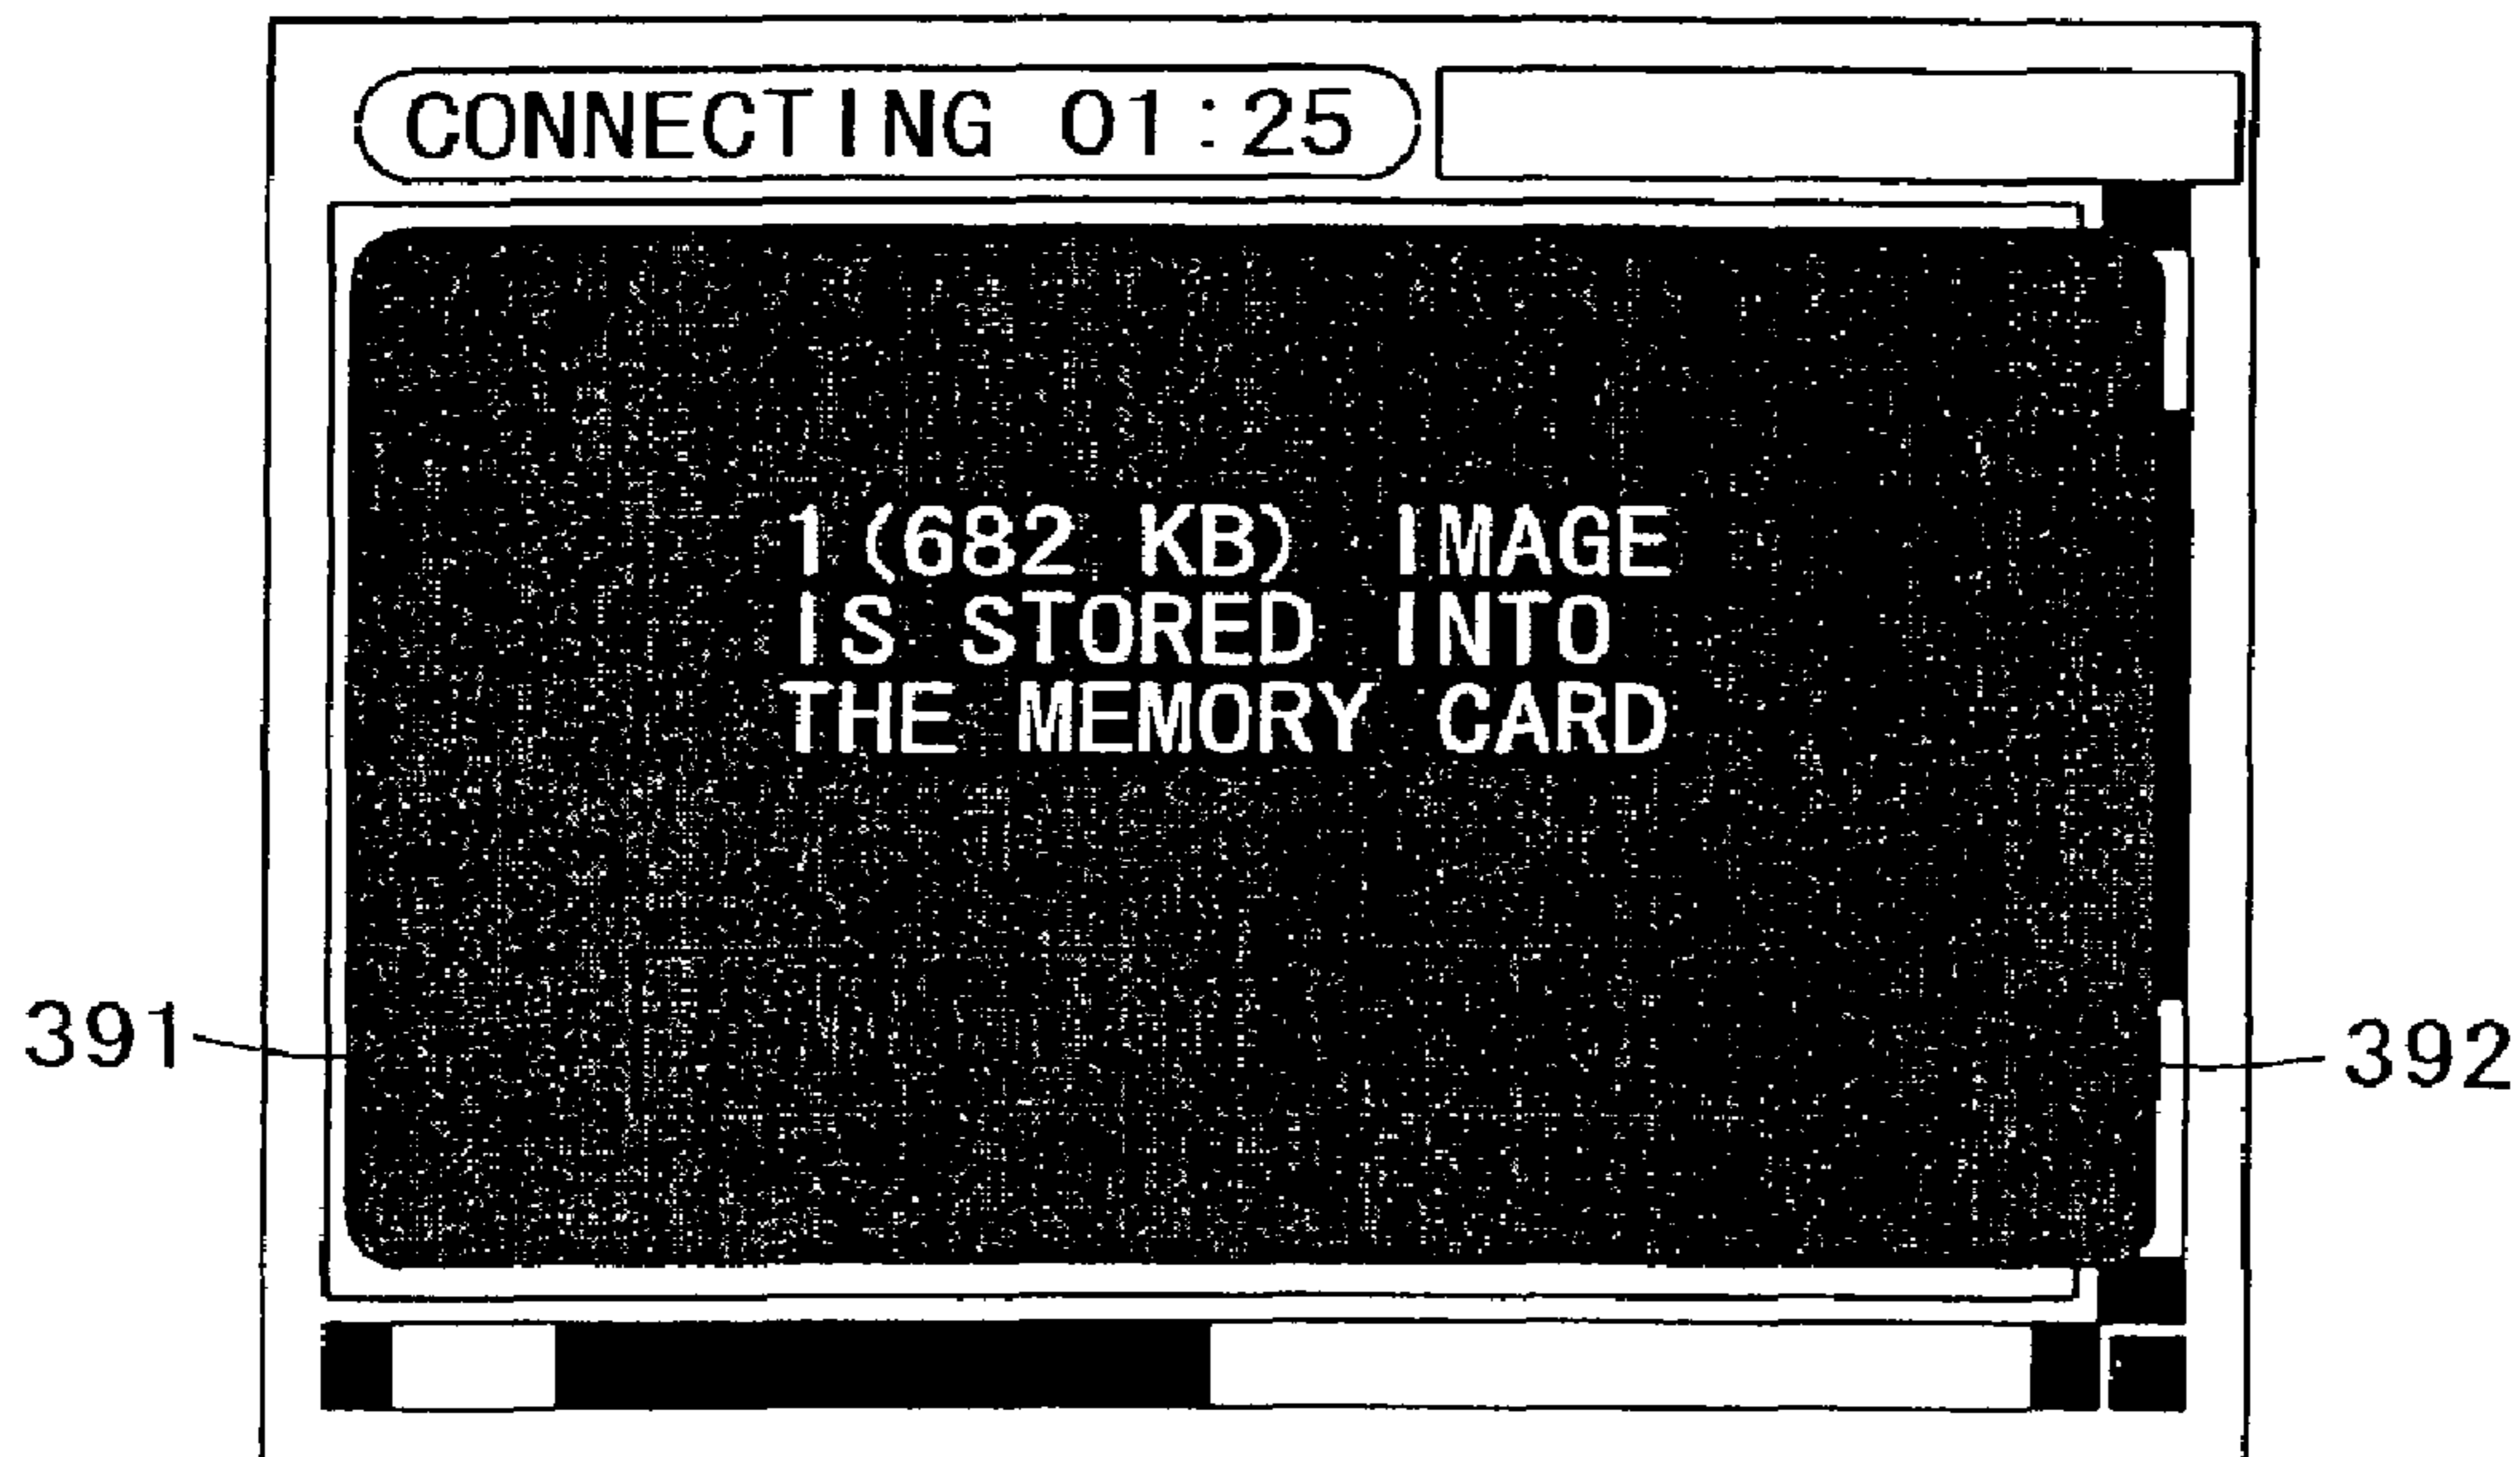 CONNECTING 01:25
1(682 KB) IMAGE
IS STORED INTO
THE MEMORY CARD
391
392